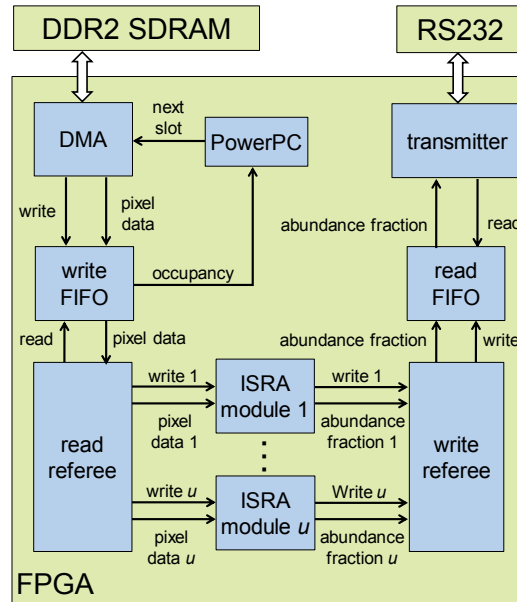 DDR2 SDRAM
RS232
next
slot
DMA
PowerPC
transmitter
write
pixel
data
abundance fraction
read
write
FIFO
occupancy
read
FIFO
read
pixel data
abundance fraction
write
read
referee
write 1
pixel
data 1
ISRA
module 1
write 1
abundance
fraction 1
write
referee
write u
pixel
data u
ISRA
module u
Write u
abundance
fraction u
FPGA